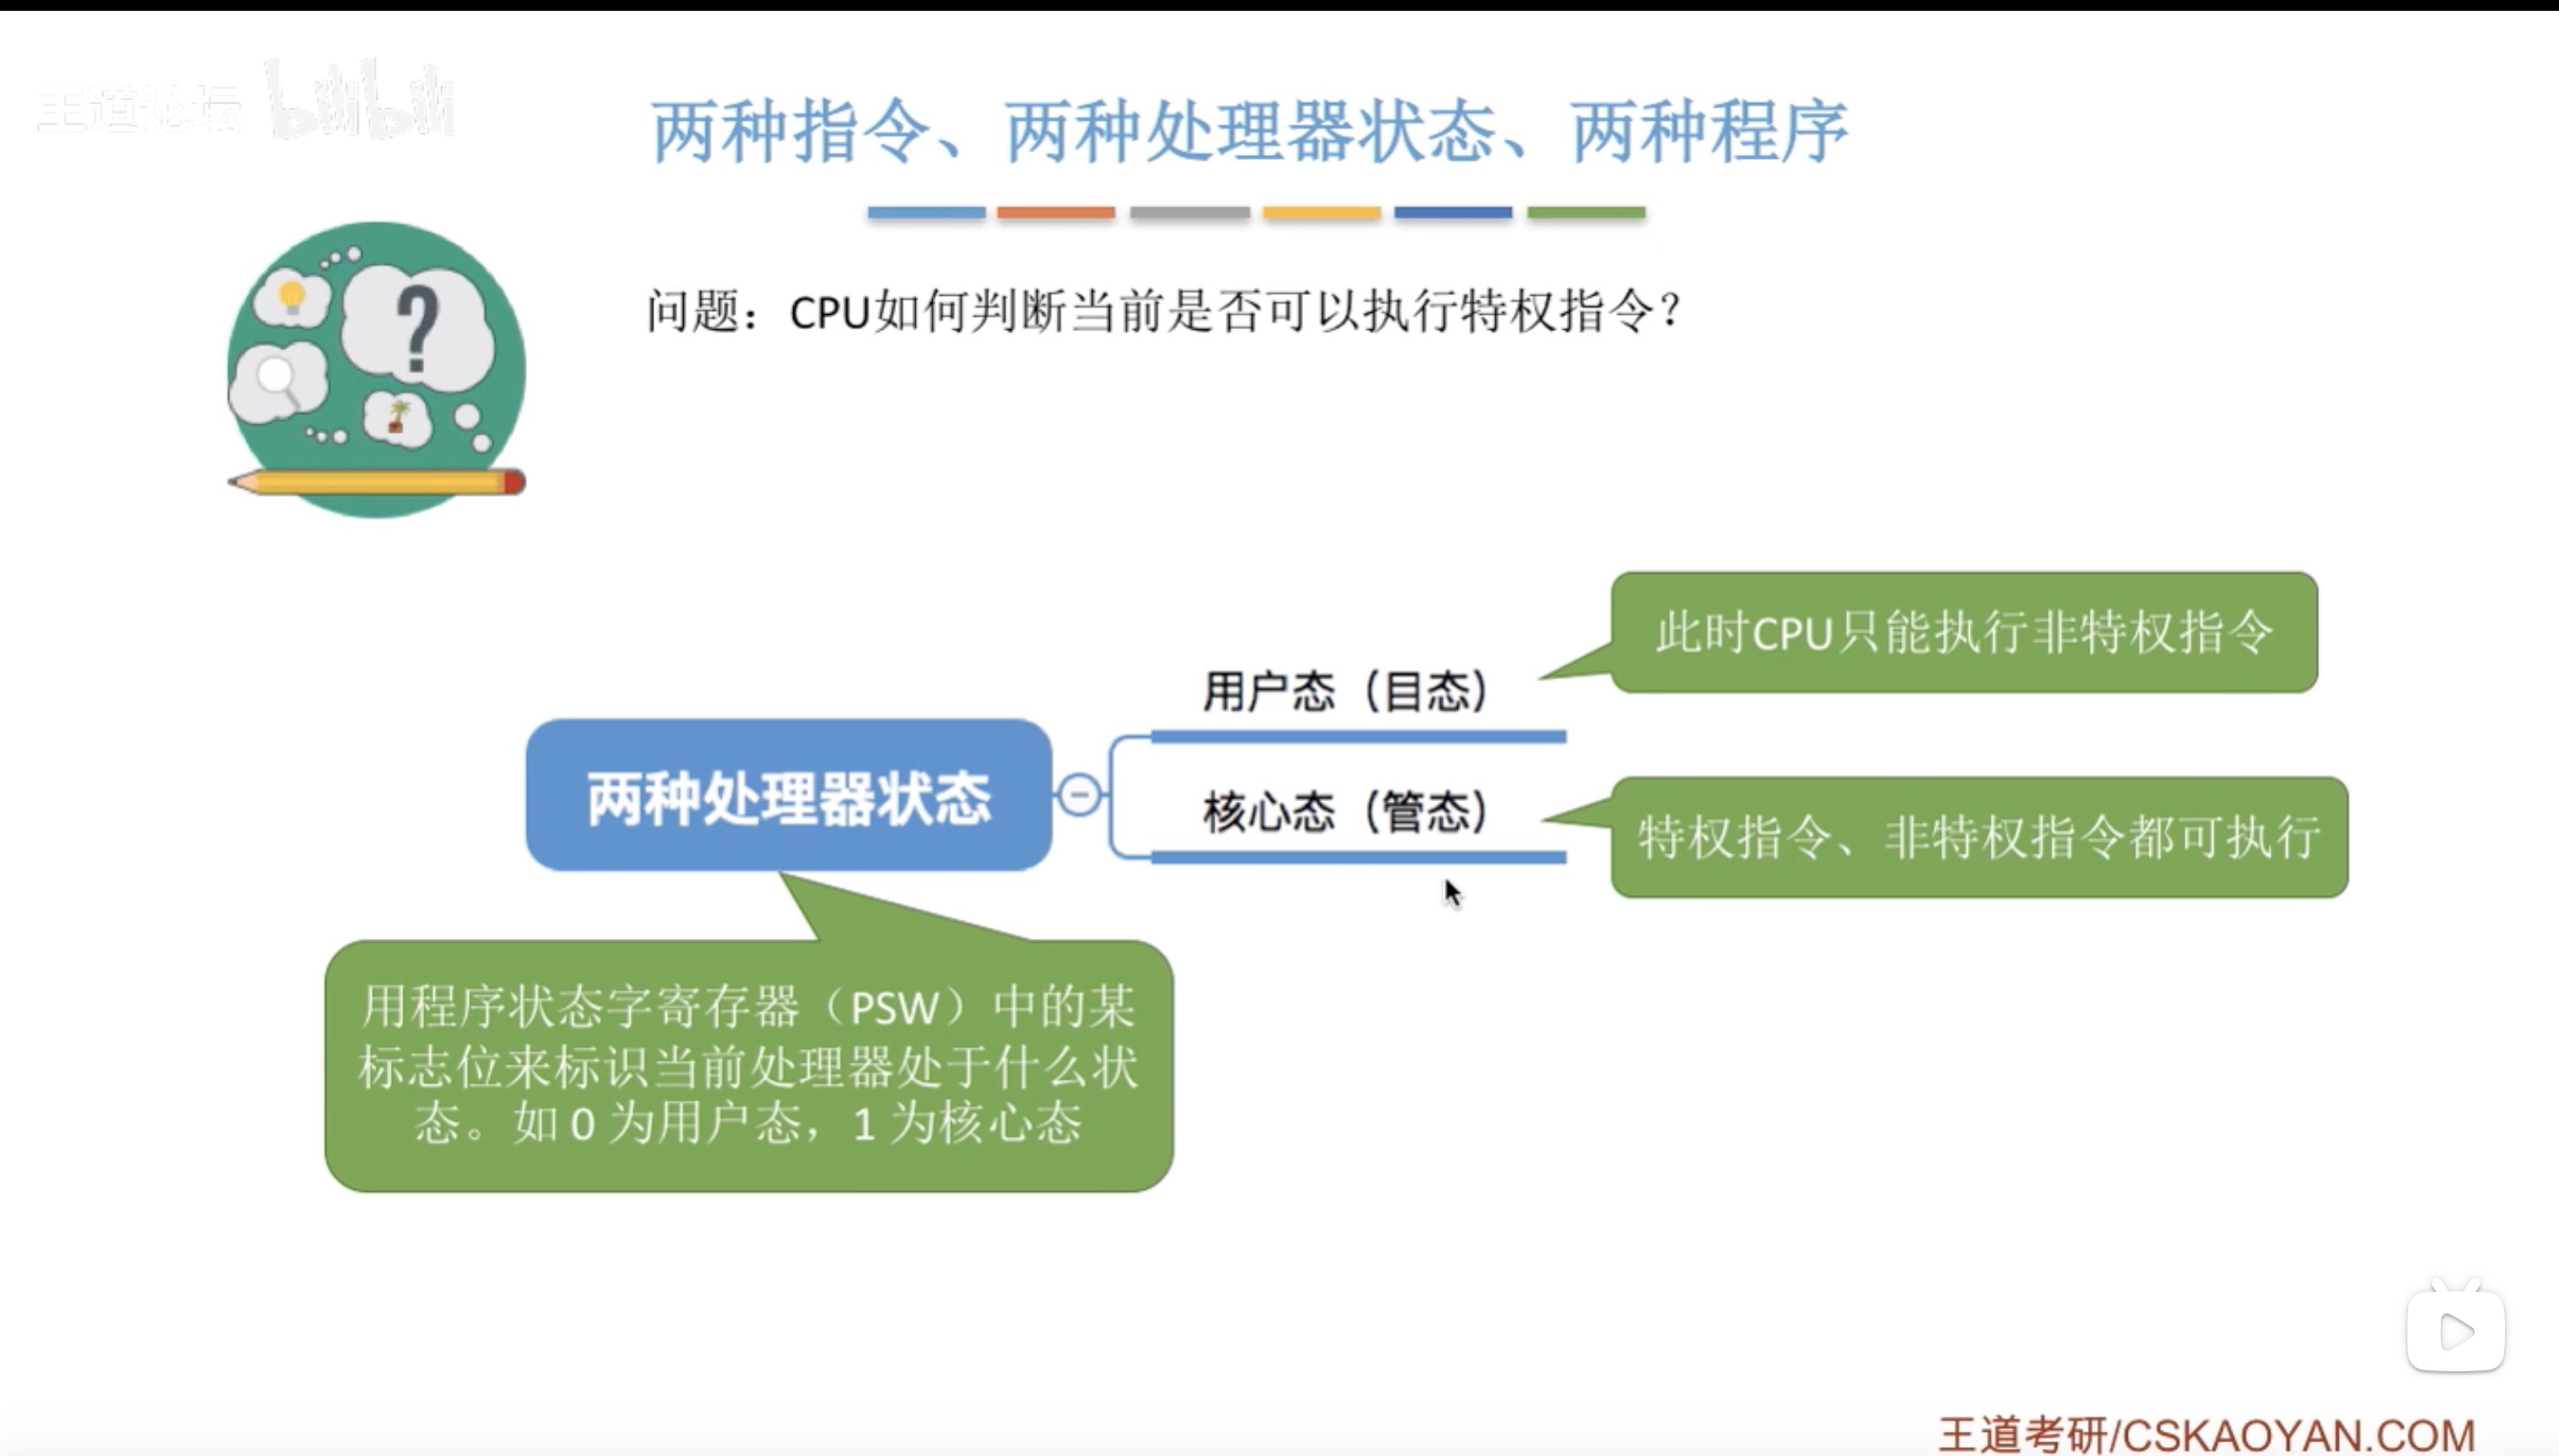 王道论坛 bilibili
两种指令、两种处理器状态、两种程序
问题：CPU如何判断当前是否可以执行特权指令？
?
此时CPU只能执行非特权指令
用户态（目态）
两种处理器状态
核心态（管态）
特权指令、非特权指令都可执行
用程序状态字寄存器（PSW）中的某
标志位来标识当前处理器处于什么状
态。如 0 为用户态，1 为核心态
王道考研/CSKAOYAN.COM